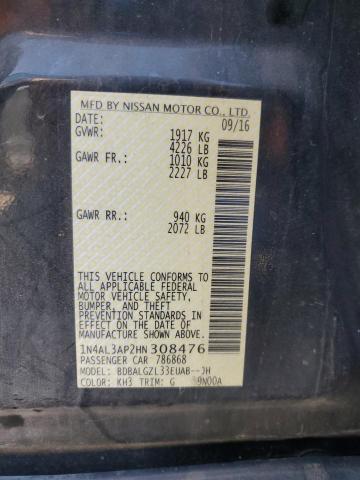 MFD BY NISSAN MOTOR CO., LTD.
DATE: 09/16
GVWR: 1917 KG
4226 LB
GAWR FR: 1010 KG
2227 LB
GAWR RR: 940 KG
2072 LB
THIS VEHICLE CONFORMS TO
ALL APPLICABLE FEDERAL
MOTOR VEHICLE SAFETY,
BUMPER, AND THEFT
PREVENTION STANDARDS IN
EFFECT ON THE DATE OF
MANUFACTURE SHOWN ABOVE.
1N4AL3AP2HN308476
PASSENGER CAR 786868
MODEL: BDBALGZL33EUAB--JH
COLOR: KH3 TRIM: G 9N00A